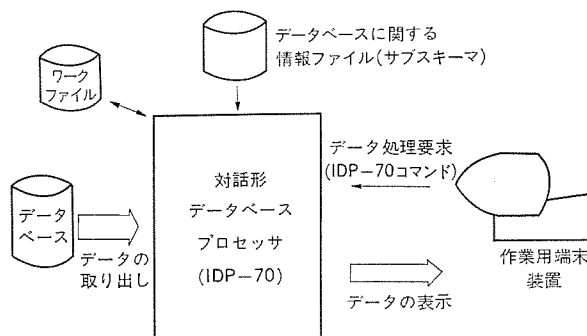 データベースに関する
情報ファイル(サブスキーマ)
ワーク
ファイル
データ処理要求
(IDP-70コマンド)
対話形
データベース
プロセッサ
(IDP-70)
データ
ベース
データの
取り出し
データの表示
作業用端末
装置